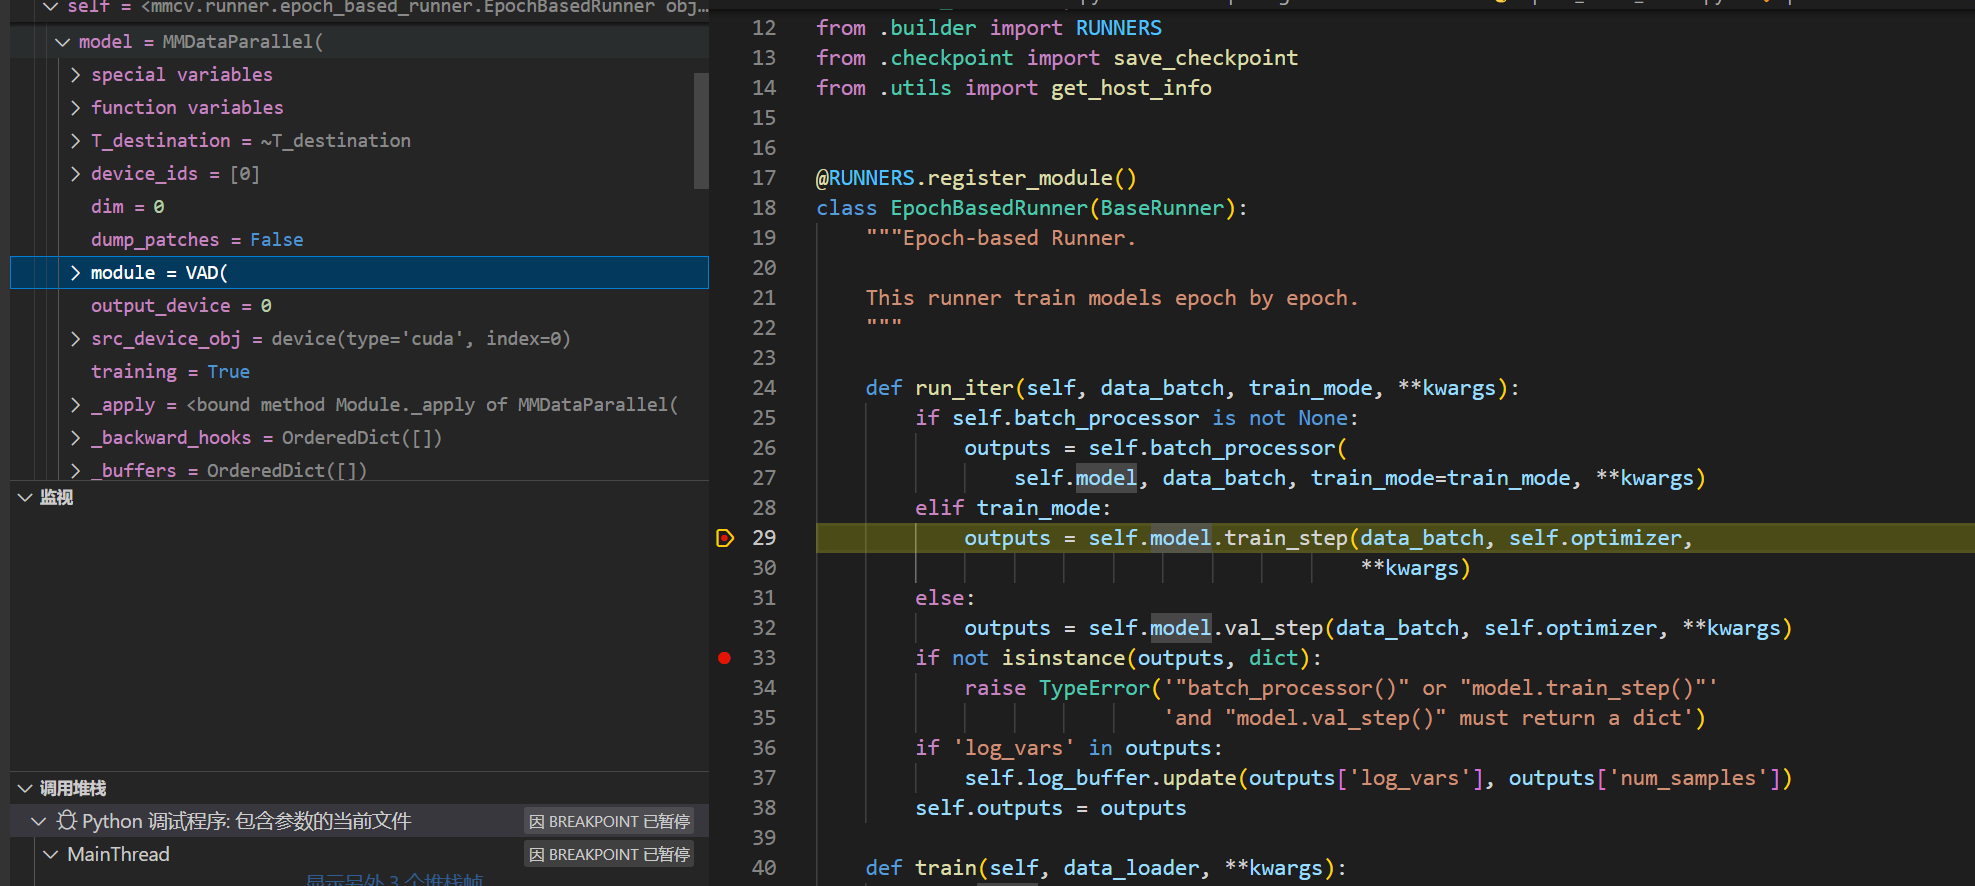 self = <mmcv.runner.epoch_based_runner.EpochBasedRunner obj…
model = MMDataParallel(
special variables
function variables
T_destination = ~T_destination
device_ids = [0]
dim = 0
dump_patches = False
module = VAD(
output_device = 0
src_device_obj = device(type='cuda', index=0)
training = True
_apply = <bound method Module._apply of MMDataParallel(
_backward_hooks = OrderedDict([])
_buffers = OrderedDict([])
监视
调用堆栈
Python 调试程序: 包含参数的当前文件 因 BREAKPOINT 已暂停
MainThread 因 BREAKPOINT 已暂停
显示另外 3 个堆栈帧
12 from .builder import RUNNERS
13 from .checkpoint import save_checkpoint
14 from .utils import get_host_info
15
16
17 @RUNNERS.register_module()
18 class EpochBasedRunner(BaseRunner):
19 """Epoch-based Runner.
20
21 This runner train models epoch by epoch.
22 """
23
24 def run_iter(self, data_batch, train_mode, **kwargs):
25 if self.batch_processor is not None:
26 outputs = self.batch_processor(
27 self.model, data_batch, train_mode=train_mode, **kwargs)
28 elif train_mode:
29 outputs = self.model.train_step(data_batch, self.optimizer,
30 **kwargs)
31 else:
32 outputs = self.model.val_step(data_batch, self.optimizer, **kwargs)
33 if not isinstance(outputs, dict):
34 raise TypeError('"batch_processor()" or "model.train_step()"'
35 'and "model.val_step()" must return a dict')
36 if 'log_vars' in outputs:
37 self.log_buffer.update(outputs['log_vars'], outputs['num_samples'])
38 self.outputs = outputs
39
40 def train(self, data_loader, **kwargs):